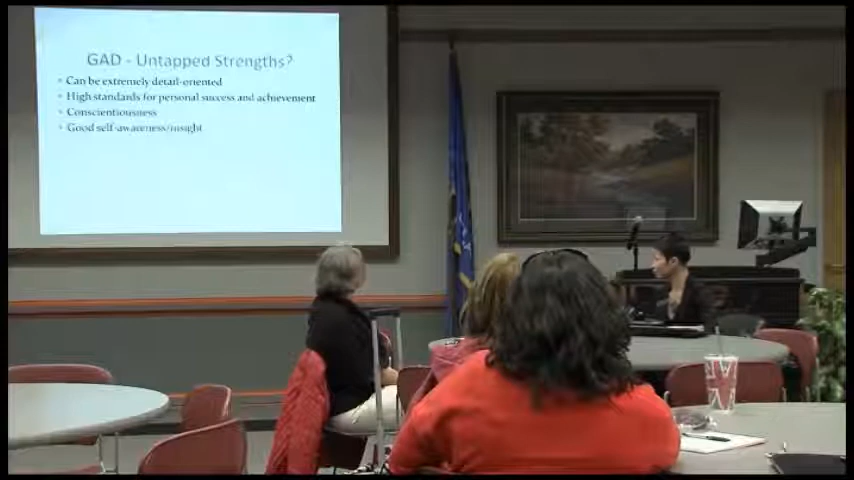 GAD - Untapped Strengths?
Can be extremely detail-oriented
High standards for personal success and achievement
Conscientiousness
Good self-awareness/insight